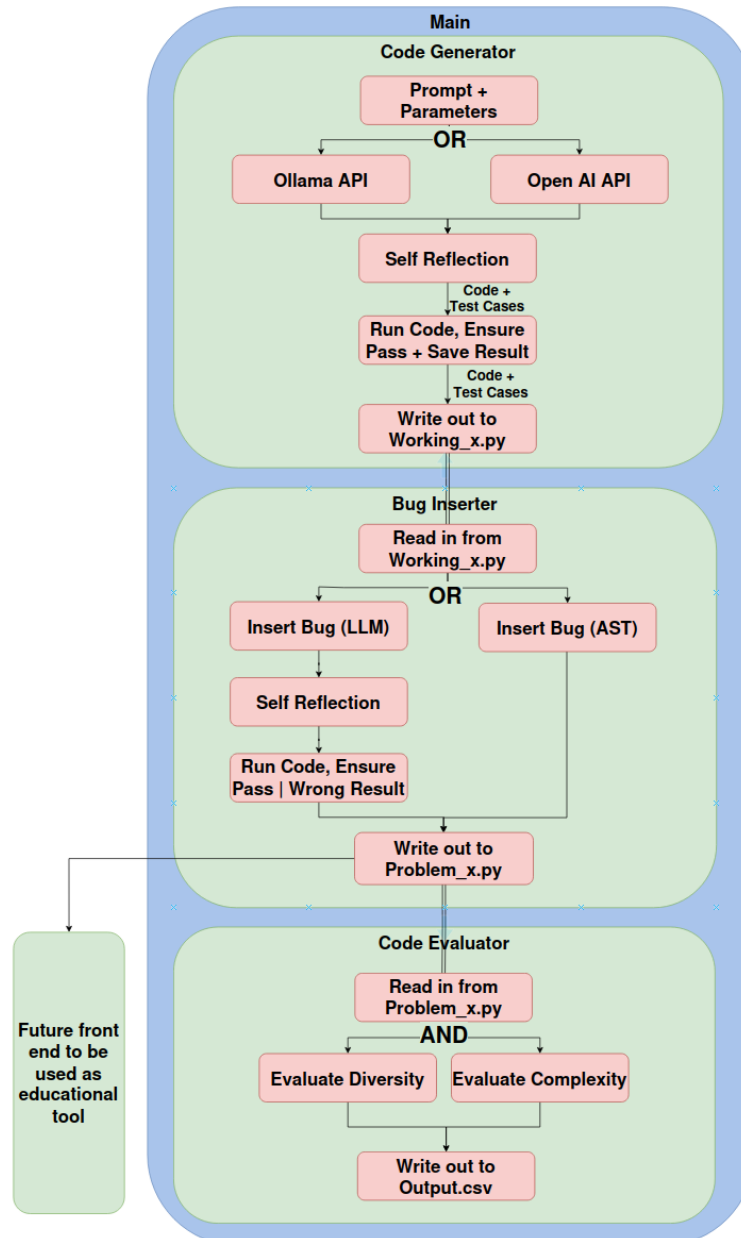 Main
Code Generator
Prompt +
Parameters
OR
Ollama API
Open AI API
Self Reflection
Code +
Test Cases
Run Code, Ensure
Pass + Save Result
Code +
Test Cases
Write out to
Working_x.py
Bug Inserter
Read in from
Working_x.py
OR
Insert Bug (LLM)
Insert Bug (AST)
Self Reflection
Run Code, Ensure
Pass | Wrong Result
Write out to
Problem_x.py
Future front
end to be
used as
educational
tool
Code Evaluator
Read in from
Problem_x.py
AND
Evaluate Diversity
Evaluate Complexity
Write out to
Output.csv